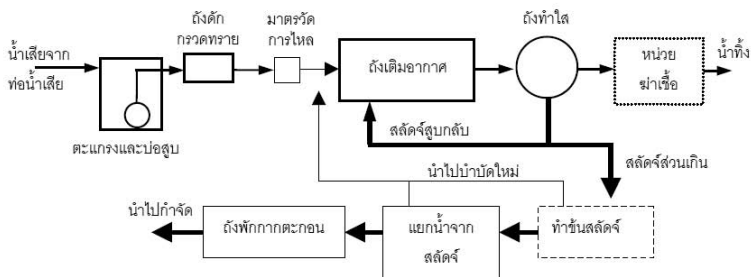 น้ำเสียจาก
ท่อน้ำเสีย
ตะแกรงและบ่อสูบ
ถังดัก
กรวดทราย
มาตรวัด
การไหล
ถังเติมอากาศ
ถังทำใส
หน่วย
ฆ่าเชื้อ
น้ำทิ้ง
สลัดจ์สูบกลับ
สลัดจ์ส่วนเกิน
นำไปบำบัดใหม่
นำไปกำจัด
ถังพักกากตะกอน
แยกน้ำจาก
สลัดจ์
ทำข้นสลัดจ์